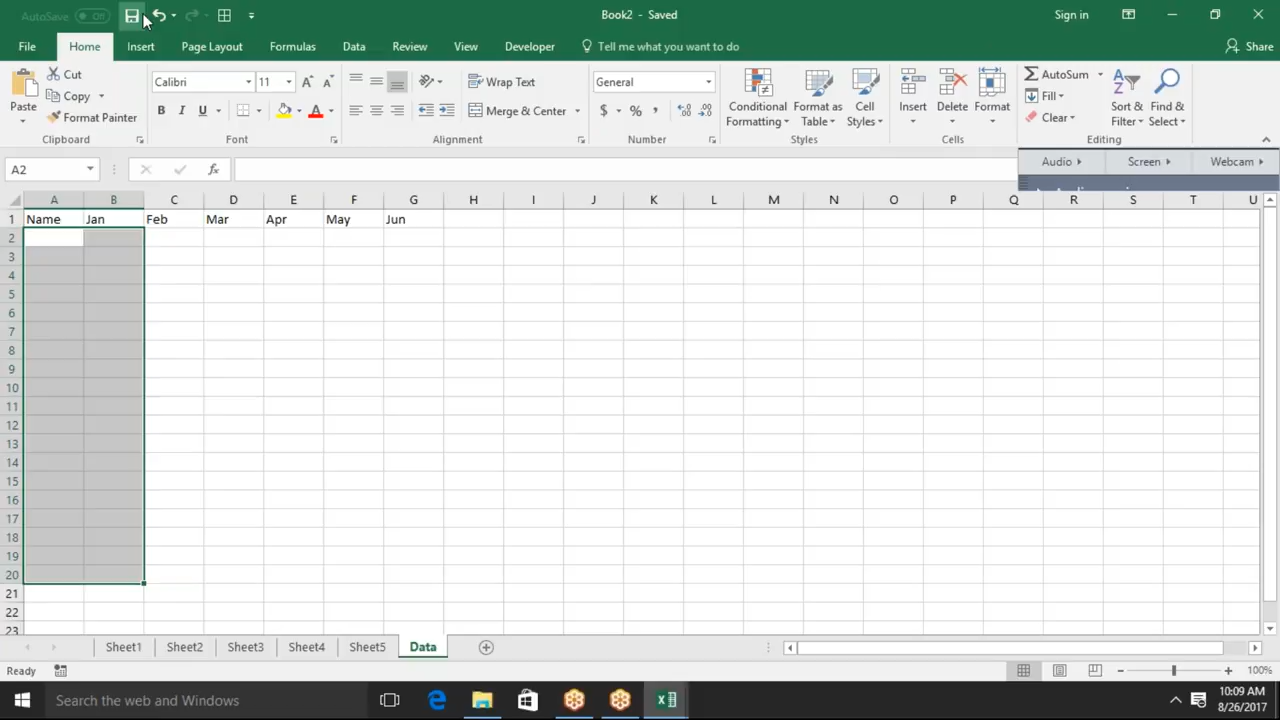 AutoSave Off Book2 - Saved Sign in
File Home Insert Page Layout Formulas Data Review View Developer Tell me what you want to do Share
Paste Cut Copy Format Painter
Calibri 11 Wrap Text General
B I U Merge & Center $ % ,
Conditional Formatting Format as Table Cell Styles Insert Delete Format
AutoSum Fill Clear Sort & Filter Find & Select
Clipboard Font Alignment Number Styles Cells Editing
A2 fx Audio Screen Webcam
A B C D E F G H I J K L M N O P Q R S T U
1 Name Jan Feb Mar Apr May Jun
2
3
4
5
6
7
8
9
10
11
12
13
14
15
16
17
18
19
20
21
22
23
Sheet1 Sheet2 Sheet3 Sheet4 Sheet5 Data
Ready 100%
Search the web and Windows 10:09 AM
8/26/2017